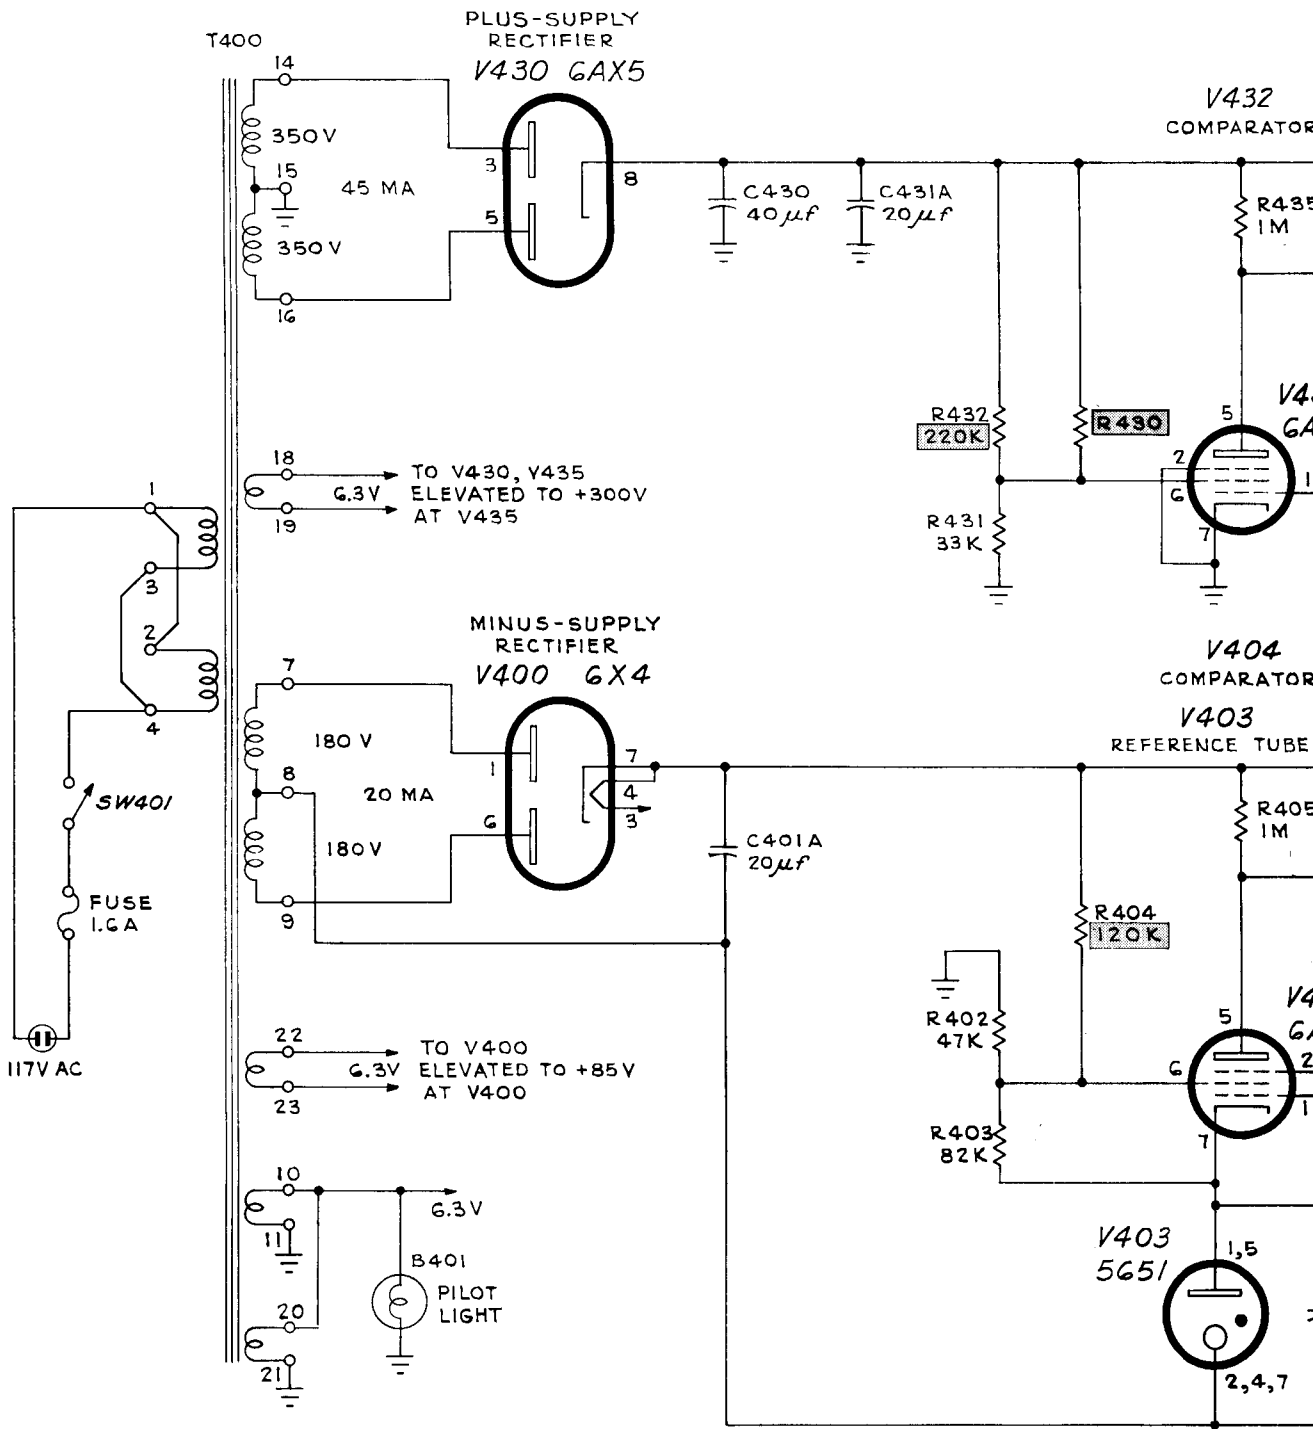 PLUS-SUPPLY
RECTIFIER
V430 6AX5
T400
14
350V
15
45 MA
350V
16
3
5
8
C430
40µf
C431A
20µf
V432
COMPARATOR
R435
1M
R432
220K
R430
R431
33K
5
2
6
7
1
18
6.3V
19
TO V430, V435
ELEVATED TO +300V
AT V435
1
3
2
4
SW401
FUSE
1.6A
117V AC
MINUS-SUPPLY
RECTIFIER
V400 6X4
7
180 V
8
20 MA
180V
9
1
6
7
4
3
C401A
20µf
V404
COMPARATOR
V403
REFERENCE TUBE
R405
1M
R404
120K
R402
47K
R403
82K
5
6
7
2
1
22
6.3V
23
TO V400
ELEVATED TO +85V
AT V400
10
6.3V
11
B401
PILOT
LIGHT
20
21
V403
5651
1,5
2,4,7